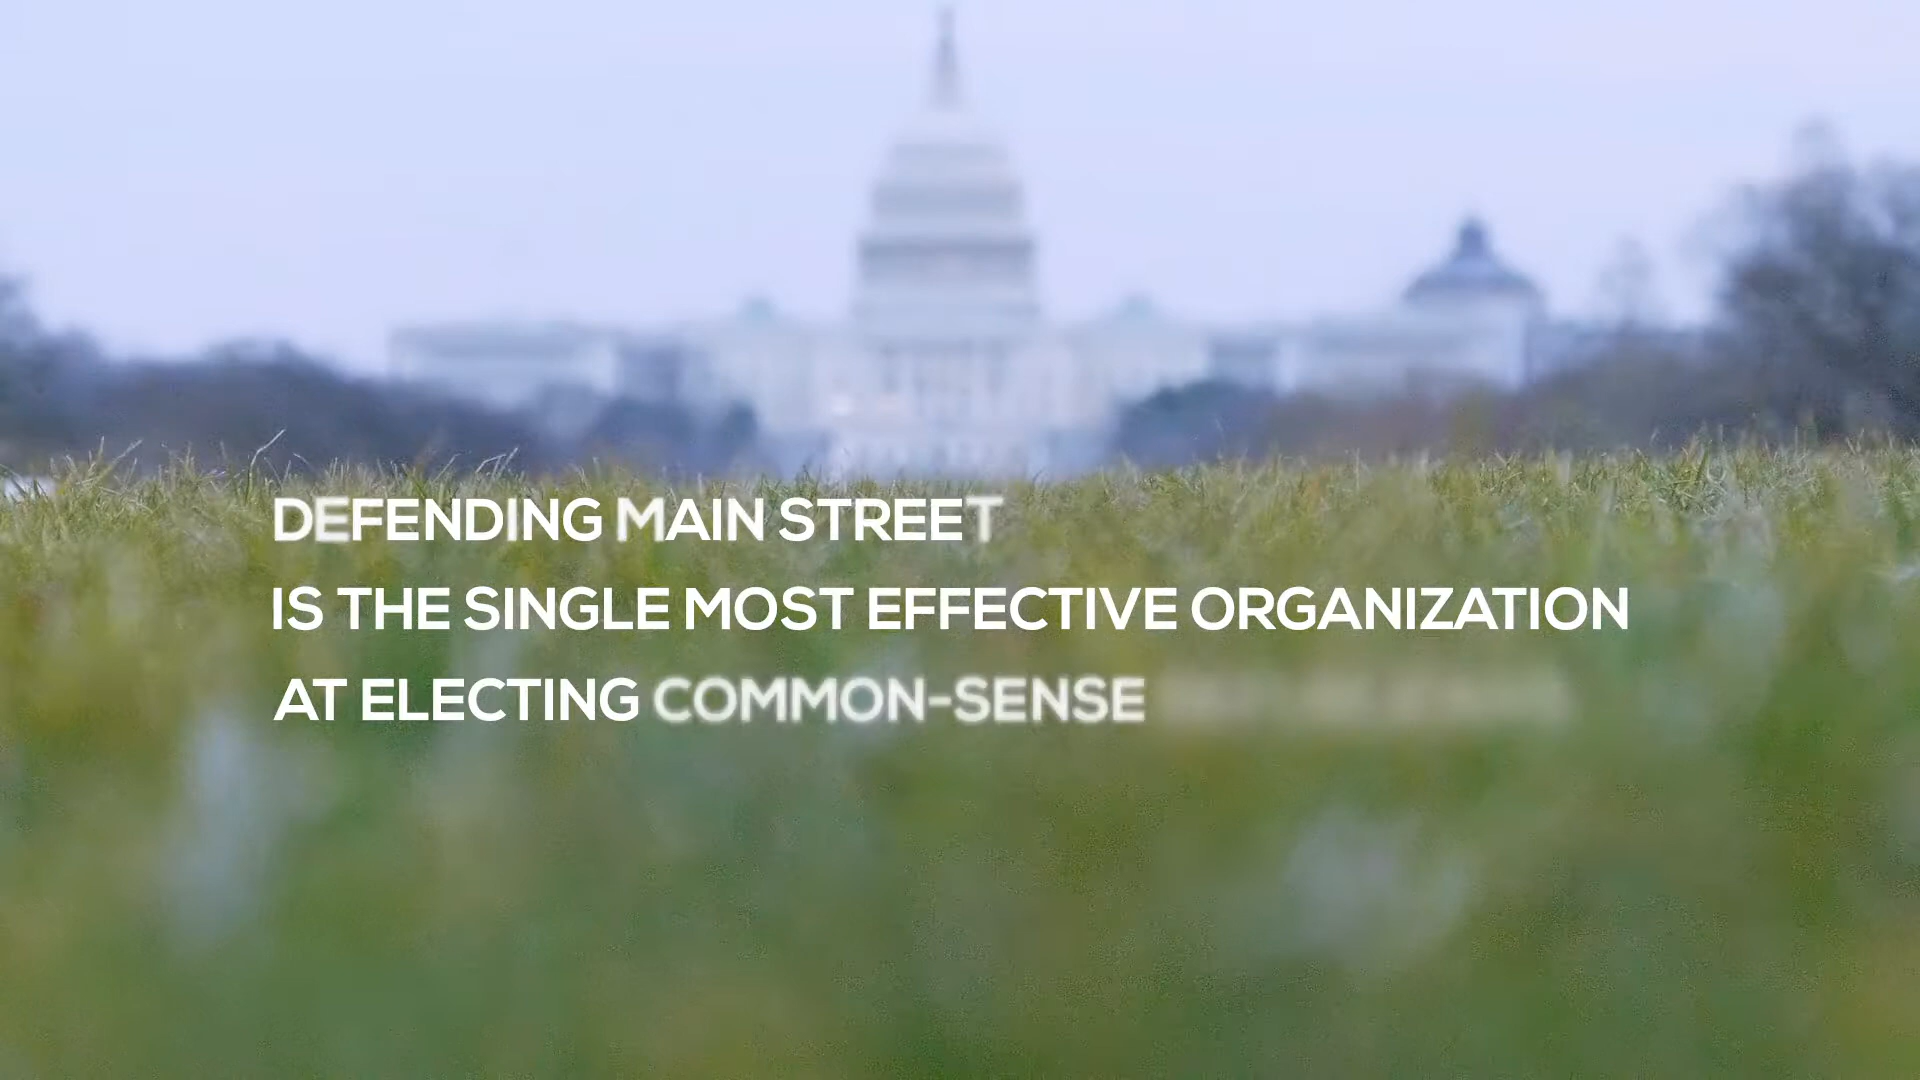 DEFENDING MAIN STREET
IS THE SINGLE MOST EFFECTIVE ORGANIZATION
AT ELECTING COMMON-SENSE